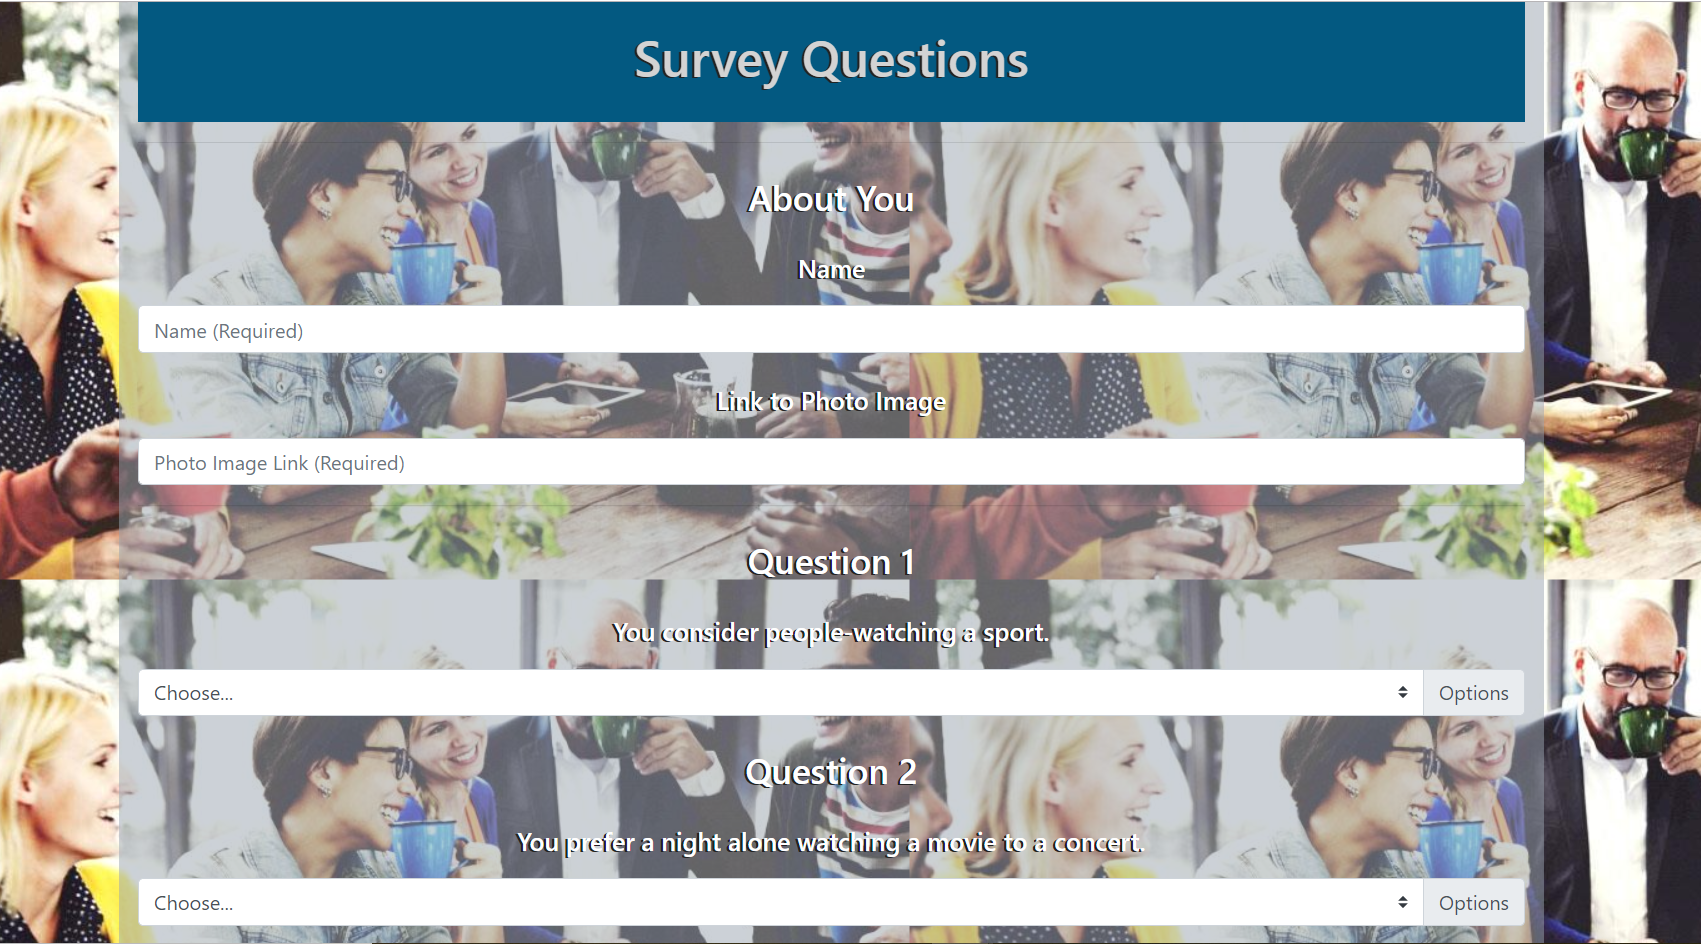 Survey Questions
About You
Name
Name (Required)
Link to Photo Image
Photo Image Link (Required)
Question 1
You consider people-watching a sport.
Choose...
Options
Question 2
You prefer a night alone watching a movie to a concert.
Choose...
Options